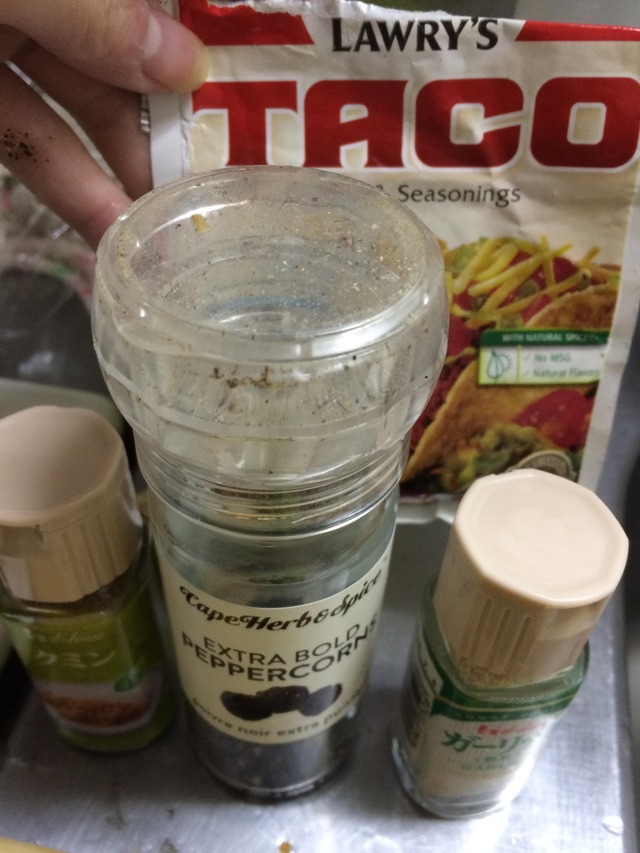 LAWRY'S
TACO
& Seasonings
WITH NATURAL SPICES
✓ No MSG
✓ Natural Flavors
Cape Herb & Spice
EXTRA BOLD
PEPPERCORNS
poivre noir extra
クミン
ガーリ